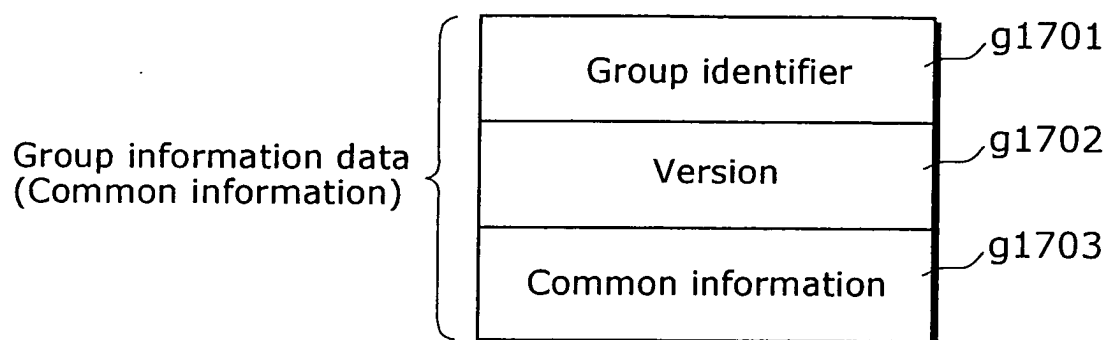 g1701
Group identifier
g1702
Group information data
(Common information)
Version
g1703
Common information